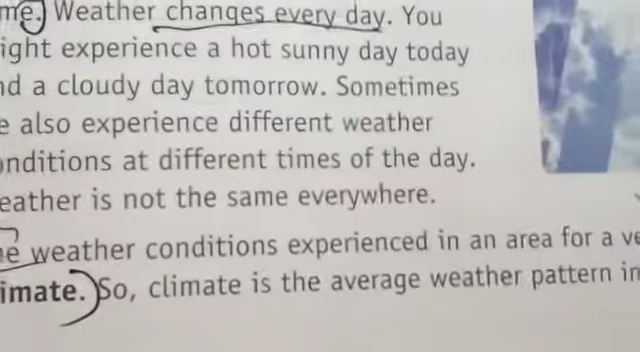 me. Weather changes every day. You
ight experience a hot sunny day today
nd a cloudy day tomorrow. Sometimes
e also experience different weather
onditions at different times of the day.
eather is not the same everywhere.
he weather conditions experienced in an area for a ve
imate. So, climate is the average weather pattern in